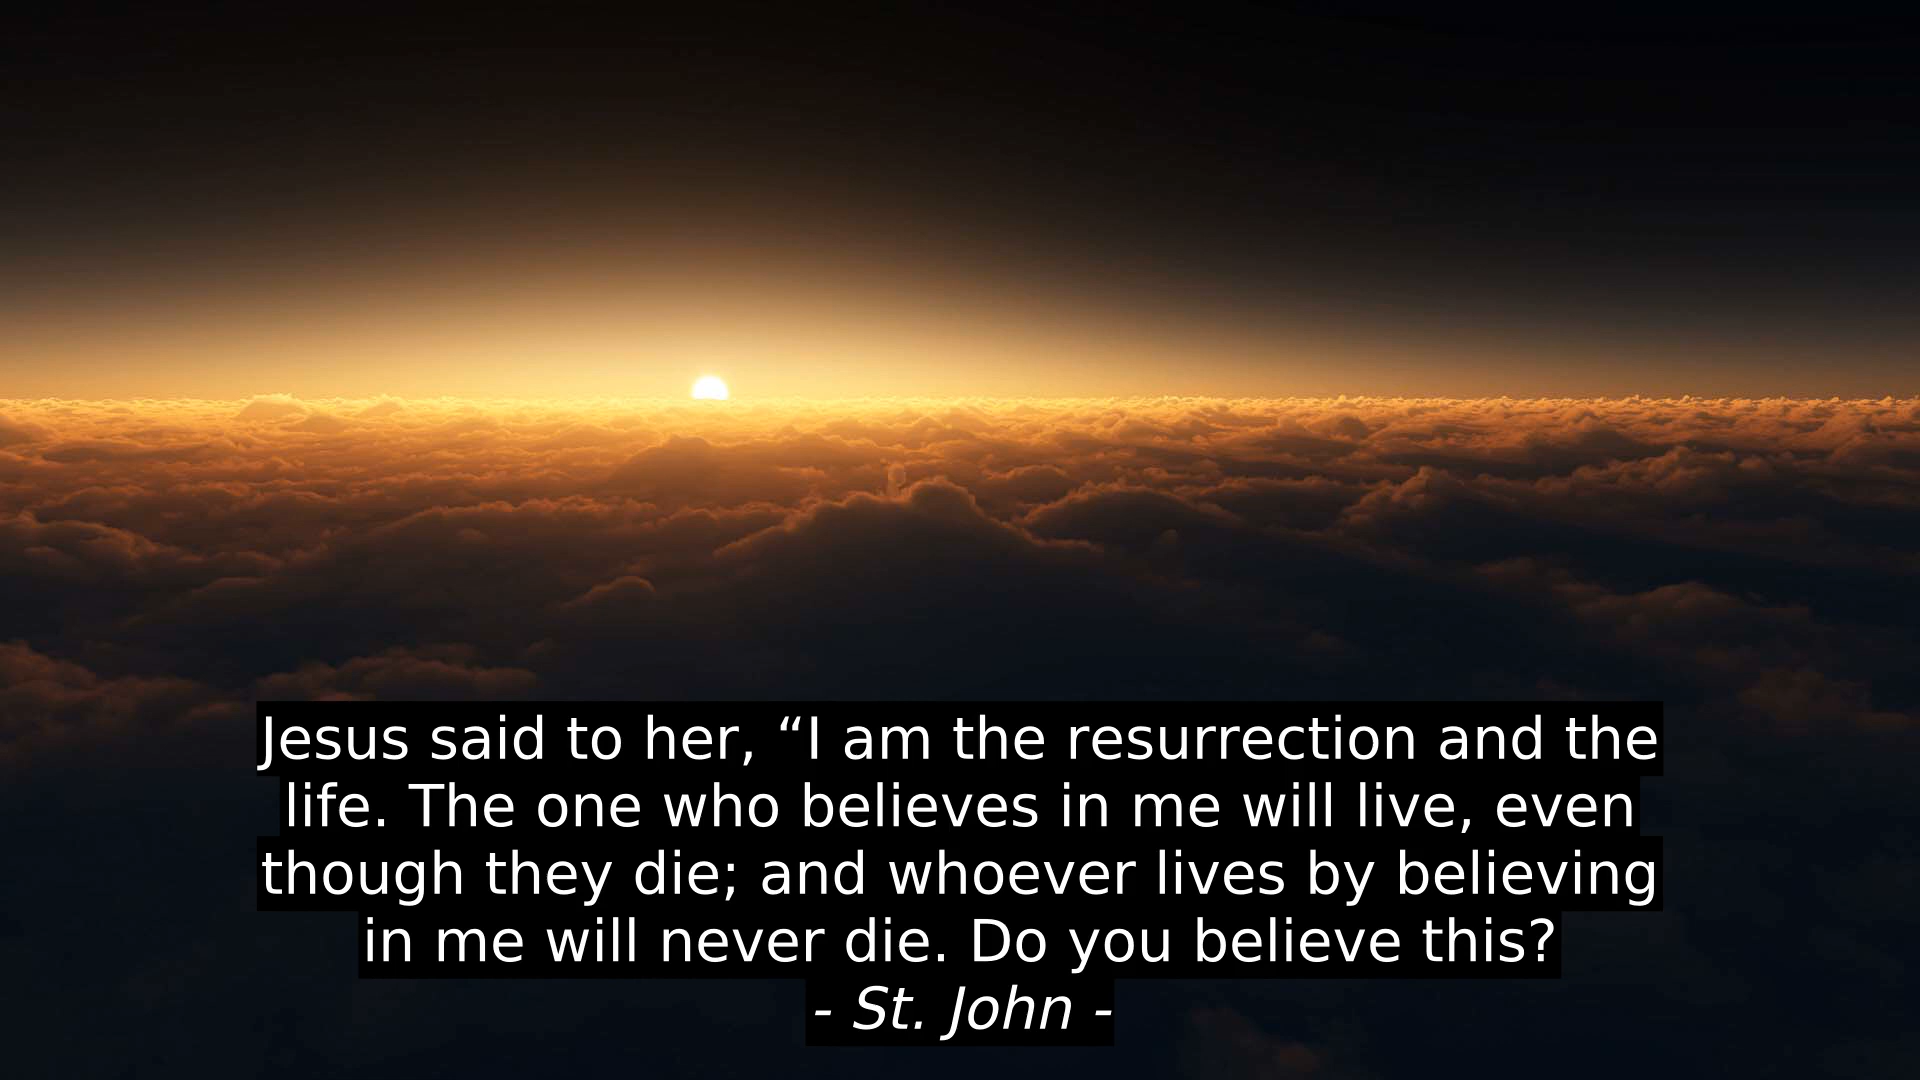 Jesus said to her, “I am the resurrection and the
life. The one who believes in me will live, even
though they die; and whoever lives by believing
in me will never die. Do you believe this?
- St. John -